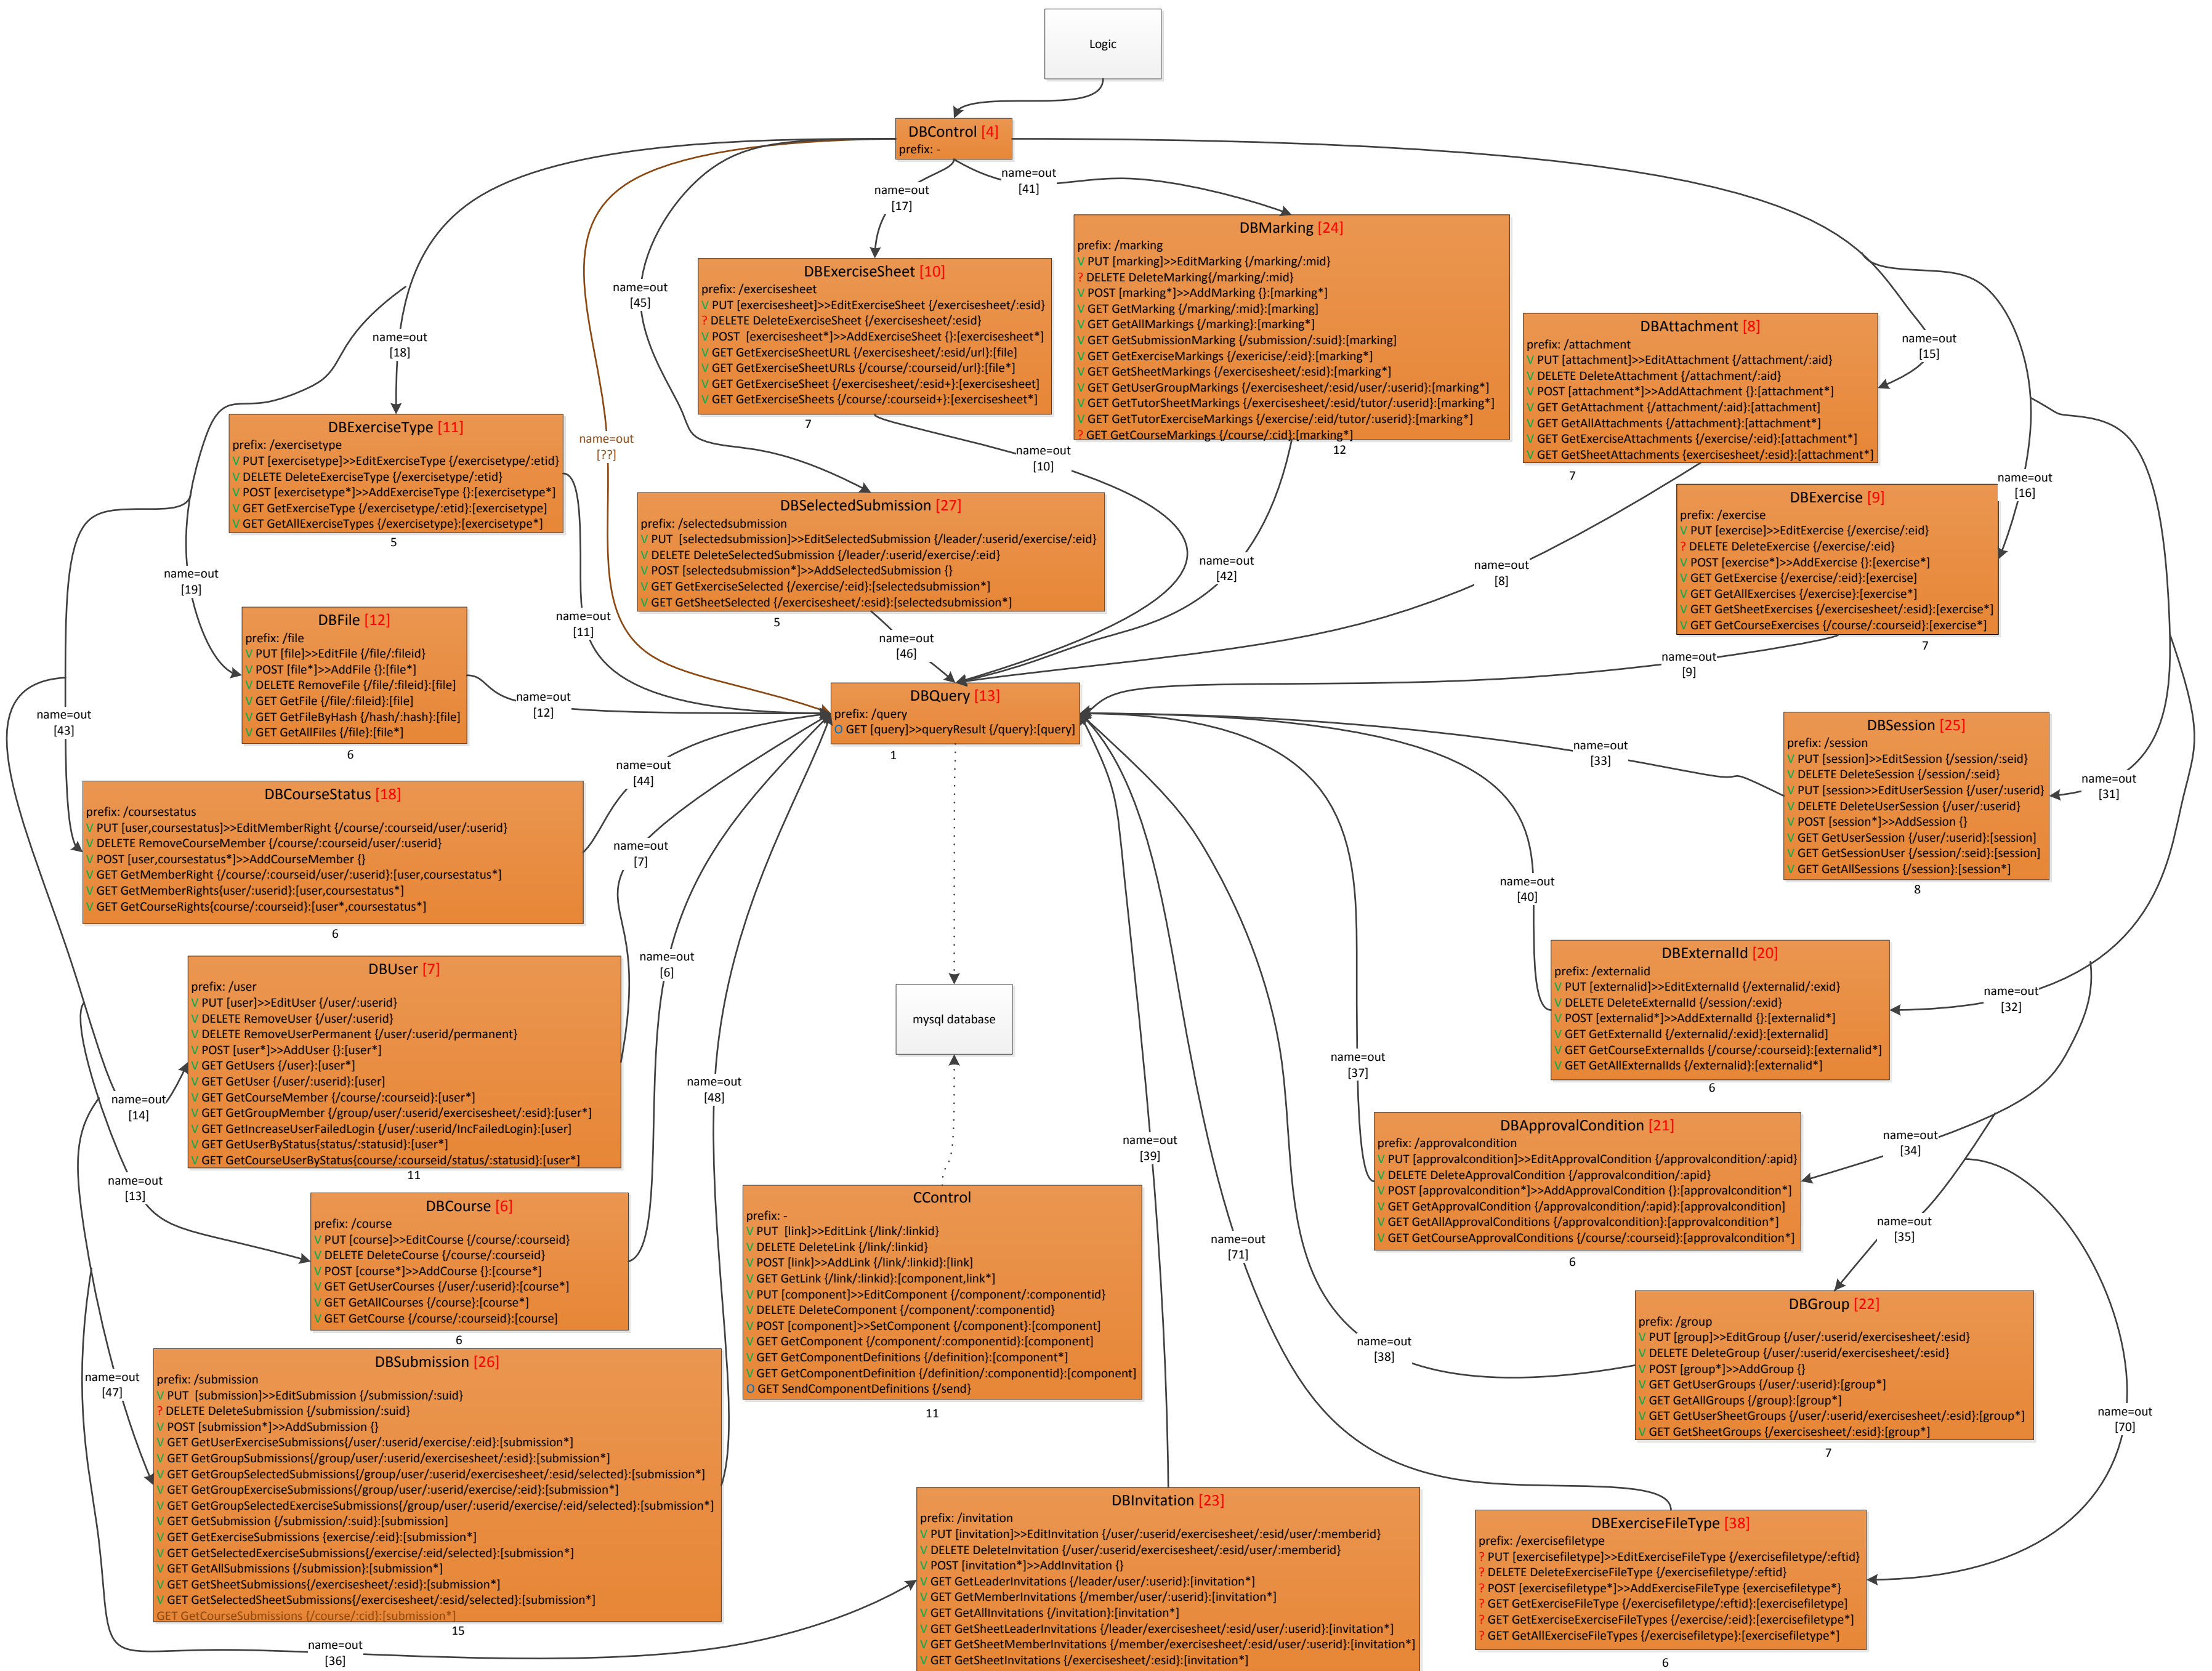 Logic
DBControl [4]
prefix: -
name=out
[17]
name=out
[41]
name=out
[45]
name=out
[18]
name=out
[??]
name=out
[15]
name=out
[16]
DBExerciseSheet [10]
prefix: /exercisesheet
V PUT [exercisesheet]>>EditExerciseSheet {/exercisesheet/:esid}
? DELETE DeleteExerciseSheet {/exercisesheet/:esid}
V POST  [exercisesheet*]>>AddExerciseSheet {}:[exercisesheet*]
V GET GetExerciseSheetURL {/exercisesheet/:esid/url}:[file]
V GET GetExerciseSheetURLs {/course/:courseid/url}:[file*]
V GET GetExerciseSheet {/exercisesheet/:esid+}:[exercisesheet]
V GET GetExerciseSheets {/course/:courseid+}:[exercisesheet*]
7
name=out
[10]
DBMarking [24]
prefix: /marking
V PUT [marking]>>EditMarking {/marking/:mid}
? DELETE DeleteMarking{/marking/:mid}
V POST [marking*]>>AddMarking {}:[marking*]
V GET GetMarking {/marking/:mid}:[marking]
V GET GetAllMarkings {/marking}:[marking*]
V GET GetSubmissionMarking {/submission/:suid}:[marking]
V GET GetExerciseMarkings {/exericise/:eid}:[marking*]
V GET GetSheetMarkings {/exercisesheet/:esid}:[marking*]
V GET GetUserGroupMarkings {/exercisesheet/:esid/user/:userid}:[marking*]
V GET GetTutorSheetMarkings {/exercisesheet/:esid/tutor/:userid}:[marking*]
V GET GetTutorExerciseMarkings {/exercise/:eid/tutor/:userid}:[marking*]
? GET GetCourseMarkings {/course/:cid}:[marking*]
12
name=out
[42]
DBAttachment [8]
prefix: /attachment
V PUT [attachment]>>EditAttachment {/attachment/:aid}
V DELETE DeleteAttachment {/attachment/:aid}
V POST [attachment*]>>AddAttachment {}:[attachment*]
V GET GetAttachment {/attachment/:aid}:[attachment]
V GET GetAllAttachments {/attachment}:[attachment*]
V GET GetExerciseAttachments {/exercise/:eid}:[attachment*]
V GET GetSheetAttachments {exercisesheet/:esid}:[attachment*]
7
name=out
[8]
DBExerciseType [11]
prefix: /exercisetype
V PUT [exercisetype]>>EditExerciseType {/exercisetype/:etid}
V DELETE DeleteExerciseType {/exercisetype/:etid}
V POST [exercisetype*]>>AddExerciseType {}:[exercisetype*]
V GET GetExerciseType {/exercisetype/:etid}:[exercisetype]
V GET GetAllExerciseTypes {/exercisetype}:[exercisetype*]
5
name=out
[11]
DBSelectedSubmission [27]
prefix: /selectedsubmission
V PUT  [selectedsubmission]>>EditSelectedSubmission {/leader/:userid/exercise/:eid}
V DELETE DeleteSelectedSubmission {/leader/:userid/exercise/:eid}
V POST [selectedsubmission*]>>AddSelectedSubmission {}
V GET GetExerciseSelected {/exercise/:eid}:[selectedsubmission*]
V GET GetSheetSelected {/exercisesheet/:esid}:[selectedsubmission*]
5
name=out
[46]
DBExercise [9]
prefix: /exercise
V PUT [exercise]>>EditExercise {/exercise/:eid}
? DELETE DeleteExercise {/exercise/:eid}
V POST [exercise*]>>AddExercise {}:[exercise*]
V GET GetExercise {/exercise/:eid}:[exercise]
V GET GetAllExercises {/exercise}:[exercise*]
V GET GetSheetExercises {/exercisesheet/:esid}:[exercise*]
V GET GetCourseExercises {/course/:courseid}:[exercise*]
7
name=out
[9]
name=out
[19]
DBFile [12]
prefix: /file
V PUT [file]>>EditFile {/file/:fileid}
V POST [file*]>>AddFile {}:[file*]
V DELETE RemoveFile {/file/:fileid}:[file]
V GET GetFile {/file/:fileid}:[file]
V GET GetFileByHash {/hash/:hash}:[file]
V GET GetAllFiles {/file}:[file*]
6
name=out
[12]
DBQuery [13]
prefix: /query
O GET [query]>>queryResult {/query}:[query]
1
name=out
[33]
DBSession [25]
prefix: /session
V PUT [session]>>EditSession {/session/:seid}
V DELETE DeleteSession {/session/:seid}
V PUT [session>>EditUserSession {/user/:userid}
V DELETE DeleteUserSession {/user/:userid}
V POST [session*]>>AddSession {}
V GET GetUserSession {/user/:userid}:[session]
V GET GetSessionUser {/session/:seid}:[session]
V GET GetAllSessions {/session}:[session*]
8
name=out
[31]
name=out
[43]
name=out
[44]
DBCourseStatus [18]
prefix: /coursestatus
V PUT [user,coursestatus]>>EditMemberRight {/course/:courseid/user/:userid}
V DELETE RemoveCourseMember {/course/:courseid/user/:userid}
V POST [user,coursestatus*]>>AddCourseMember {}
V GET GetMemberRight {/course/:courseid/user/:userid}:[user,coursestatus*]
V GET GetMemberRights{user/:userid}:[user,coursestatus*]
V GET GetCourseRights{course/:courseid}:[user*,coursestatus*]
6
name=out
[7]
name=out
[40]
DBExternalId [20]
prefix: /externalid
V PUT [externalid]>>EditExternalId {/externalid/:exid}
V DELETE DeleteExternalId {/session/:exid}
V POST [externalid*]>>AddExternalId {}:[externalid*]
V GET GetExternalId {/externalid/:exid}:[externalid]
V GET GetCourseExternalIds {/course/:courseid}:[externalid*]
V GET GetAllExternalIds {/externalid}:[externalid*]
6
name=out
[32]
DBUser [7]
prefix: /user
V PUT [user]>>EditUser {/user/:userid}
V DELETE RemoveUser {/user/:userid}
V DELETE RemoveUserPermanent {/user/:userid/permanent}
V POST [user*]>>AddUser {}:[user*]
V GET GetUsers {/user}:[user*]
V GET GetUser {/user/:userid}:[user]
V GET GetCourseMember {/course/:courseid}:[user*]
V GET GetGroupMember {/group/user/:userid/exercisesheet/:esid}:[user*]
V GET GetIncreaseUserFailedLogin {/user/:userid/IncFailedLogin}:[user]
V GET GetUserByStatus{status/:statusid}:[user*]
V GET GetCourseUserByStatus{course/:courseid/status/:statusid}:[user*]
11
name=out
[14]
name=out
[6]
name=out
[48]
mysql database
name=out
[37]
name=out
[39]
DBApprovalCondition [21]
prefix: /approvalcondition
V PUT [approvalcondition]>>EditApprovalCondition {/approvalcondition/:apid}
V DELETE DeleteApprovalCondition {/approvalcondition/:apid}
V POST [approvalcondition*]>>AddApprovalCondition {}:[approvalcondition*]
V GET GetApprovalCondition {/approvalcondition/:apid}:[approvalcondition]
V GET GetAllApprovalConditions {/approvalcondition}:[approvalcondition*]
V GET GetCourseApprovalConditions {/course/:courseid}:[approvalcondition*]
6
name=out
[34]
name=out
[13]
DBCourse [6]
prefix: /course
V PUT [course]>>EditCourse {/course/:courseid}
V DELETE DeleteCourse {/course/:courseid}
V POST [course*]>>AddCourse {}:[course*]
V GET GetUserCourses {/user/:userid}:[course*]
V GET GetAllCourses {/course}:[course*]
V GET GetCourse {/course/:courseid}:[course]
6
CControl
prefix: -
V PUT  [link]>>EditLink {/link/:linkid}
V DELETE DeleteLink {/link/:linkid}
V POST [link]>>AddLink {/link/:linkid}:[link]
V GET GetLink {/link/:linkid}:[component,link*]
V PUT [component]>>EditComponent {/component/:componentid}
V DELETE DeleteComponent {/component/:componentid}
V POST [component]>>SetComponent {/component}:[component]
V GET GetComponent {/component/:componentid}:[component]
V GET GetComponentDefinitions {/definition}:[component*]
V GET GetComponentDefinition {/definition/:componentid}:[component]
O GET SendComponentDefinitions {/send}
11
name=out
[71]
name=out
[35]
name=out
[38]
DBGroup [22]
prefix: /group
V PUT [group]>>EditGroup {/user/:userid/exercisesheet/:esid}
V DELETE DeleteGroup {/user/:userid/exercisesheet/:esid}
V POST [group*]>>AddGroup {}
V GET GetUserGroups {/user/:userid}:[group*]
V GET GetAllGroups {/group}:[group*]
V GET GetUserSheetGroups {/user/:userid/exercisesheet/:esid}:[group*]
V GET GetSheetGroups {/exercisesheet/:esid}:[group*]
7
name=out
[70]
name=out
[47]
DBSubmission [26]
prefix: /submission
V PUT  [submission]>>EditSubmission {/submission/:suid}
? DELETE DeleteSubmission {/submission/:suid}
V POST [submission*]>>AddSubmission {}
V GET GetUserExerciseSubmissions{/user/:userid/exercise/:eid}:[submission*]
V GET GetGroupSubmissions{/group/user/:userid/exercisesheet/:esid}:[submission*]
V GET GetGroupSelectedSubmissions{/group/user/:userid/exercisesheet/:esid/selected}:[submission*]
V GET GetGroupExerciseSubmissions{/group/user/:userid/exercise/:eid}:[submission*]
V GET GetGroupSelectedExerciseSubmissions{/group/user/:userid/exercise/:eid/selected}:[submission*]
V GET GetSubmission {/submission/:suid}:[submission]
V GET GetExerciseSubmissions {exercise/:eid}:[submission*]
V GET GetSelectedExerciseSubmissions{/exercise/:eid/selected}:[submission*]
V GET GetAllSubmissions {/submission}:[submission*]
V GET GetSheetSubmissions{/exercisesheet/:esid}:[submission*]
V GET GetSelectedSheetSubmissions{/exercisesheet/:esid/selected}:[submission*]
GET GetCourseSubmissions {/course/:cid}:[submission*]
15
name=out
[36]
DBInvitation [23]
prefix: /invitation
V PUT [invitation]>>EditInvitation {/user/:userid/exercisesheet/:esid/user/:memberid}
V DELETE DeleteInvitation {/user/:userid/exercisesheet/:esid/user/:memberid}
V POST [invitation*]>>AddInvitation {}
V GET GetLeaderInvitations {/leader/user/:userid}:[invitation*]
V GET GetMemberInvitations {/member/user/:userid}:[invitation*]
V GET GetAllInvitations {/invitation}:[invitation*]
V GET GetSheetLeaderInvitations {/leader/exercisesheet/:esid/user/:userid}:[invitation*]
V GET GetSheetMemberInvitations {/member/exercisesheet/:esid/user/:userid}:[invitation*]
V GET GetSheetInvitations {/exercisesheet/:esid}:[invitation*]
DBExerciseFileType [38]
prefix: /exercisefiletype
? PUT [exercisefiletype]>>EditExerciseFileType {/exercisefiletype/:eftid}
? DELETE DeleteExerciseFileType {/exercisefiletype/:eftid}
? POST [exercisefiletype*]>>AddExerciseFileType {exercisefiletype*}
? GET GetExerciseFileType {/exercisefiletype/:eftid}:[exercisefiletype]
? GET GetExerciseExerciseFileTypes {/exercise/:eid}:[exercisefiletype*]
? GET GetAllExerciseFileTypes {/exercisefiletype}:[exercisefiletype*]
6